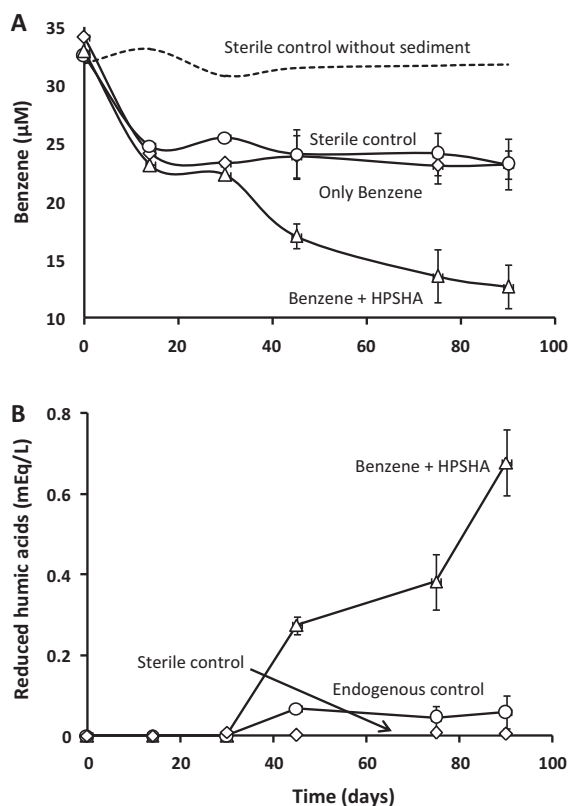 A
35
30
25
20
15
10
Benzene (µM)
Sterile control without sediment
Sterile control
Only Benzene
Benzene + HPSHA
0
20
40
60
80
100
B
0.8
0.6
0.4
0.2
0
Reduced humic acids (mEq/L)
Benzene + HPSHA
Sterile control
Endogenous control
0
20
40
60
80
100
Time (days)